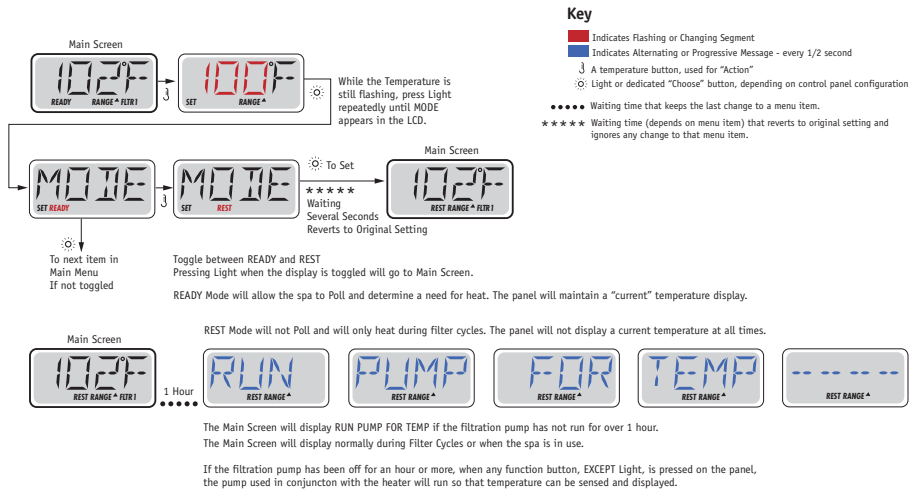 Key
Indicates Flashing or Changing Segment
Indicates Alternating or Progressive Message - every 1/2 second
A temperature button, used for “Action”
Light or dedicated “Choose” button, depending on control panel configuration
••••• Waiting time that keeps the last change to a menu item.
***** Waiting time (depends on menu item) that reverts to original setting and
ignores any change to that menu item.
Main Screen
102°F
READY RANGE FLTR1
100°F
SET RANGE
While the Temperature is
still flashing, press Light
repeatedly until MODE
appears in the LCD.
MODE
SET READY
MODE
SET REST
To Set
*****
Waiting
Several Seconds
Reverts to Original Setting
Main Screen
102°F
REST RANGE FLTR1
To next item in
Main Menu
If not toggled
Toggle between READY and REST
Pressing Light when the display is toggled will go to Main Screen.
READY Mode will allow the spa to Poll and determine a need for heat. The panel will maintain a “current” temperature display.
REST Mode will not Poll and will only heat during filter cycles. The panel will not display a current temperature at all times.
Main Screen
102°F
REST RANGE FLTR1
1 Hour
•••••
RUN
REST RANGE
PUMP
REST RANGE
FOR
REST RANGE
TEMP
REST RANGE
-- -- -- --
REST RANGE
The Main Screen will display RUN PUMP FOR TEMP if the filtration pump has not run for over 1 hour.
The Main Screen will display normally during Filter Cycles or when the spa is in use.
If the filtration pump has been off for an hour or more, when any function button, EXCEPT Light, is pressed on the panel,
the pump used in conjuncton with the heater will run so that temperature can be sensed and displayed.